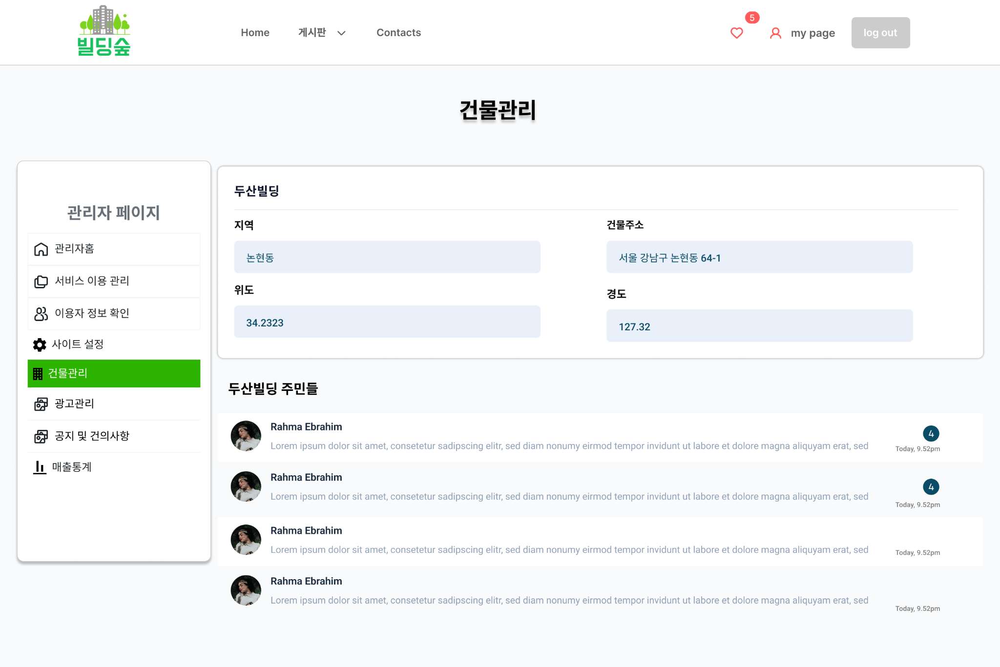 빌딩숲
Home
게시판
Contacts
5
my page
log out
건물관리
관리자 페이지
관리자홈
서비스 이용 관리
이용자 정보 확인
사이트 설정
건물관리
광고관리
공지 및 건의사항
매출통계
두산빌딩
지역
건물주소
논현동
서울 강남구 논현동 64-1
위도
경도
34.2323
127.32
두산빌딩 주민들
Rahma Ebrahim
4
Lorem ipsum dolor sit amet, consetetur sadipscing elitr, sed diam nonumy eirmod tempor invidunt ut labore et dolore magna aliquyam erat, sed
Today, 9.52pm
Rahma Ebrahim
4
Lorem ipsum dolor sit amet, consetetur sadipscing elitr, sed diam nonumy eirmod tempor invidunt ut labore et dolore magna aliquyam erat, sed
Today, 9.52pm
Rahma Ebrahim
Lorem ipsum dolor sit amet, consetetur sadipscing elitr, sed diam nonumy eirmod tempor invidunt ut labore et dolore magna aliquyam erat, sed
Today, 9.52pm
Rahma Ebrahim
Lorem ipsum dolor sit amet, consetetur sadipscing elitr, sed diam nonumy eirmod tempor invidunt ut labore et dolore magna aliquyam erat, sed
Today, 9.52pm